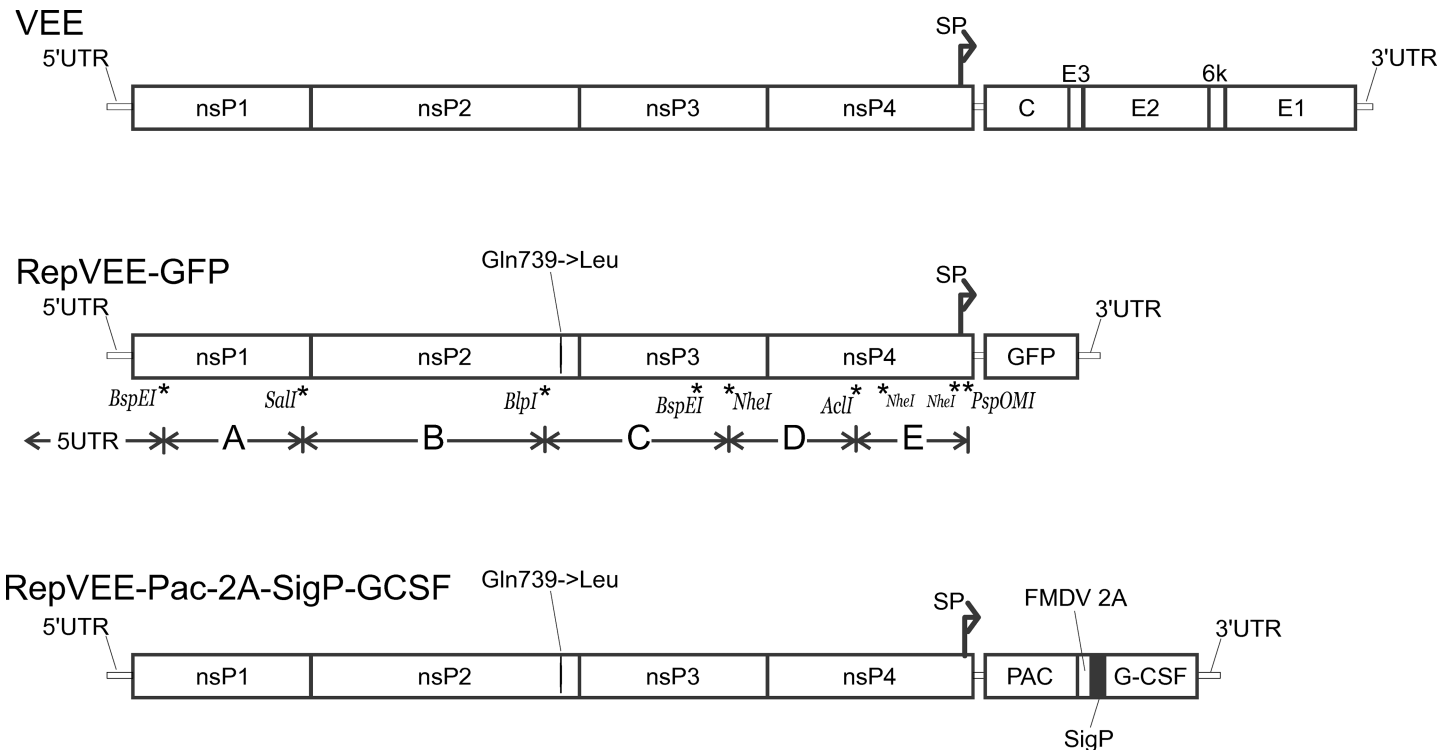 VEE
SP
5'UTR
E3
6k
3'UTR
nsP1 nsP2 nsP3 nsP4 C E2 E1
RepVEE-GFP
Gln739->Leu
SP
5'UTR
3'UTR
nsP1 nsP2 nsP3 nsP4 GFP
BspEI* SalI* BlpI* BspEI* *NheI AclI* *NheI NheI** PspOMI
5UTR A B C D E
RepVEE-Pac-2A-SigP-GCSF
Gln739->Leu
SP
FMDV 2A
5'UTR
3'UTR
nsP1 nsP2 nsP3 nsP4 PAC G-CSF
SigP